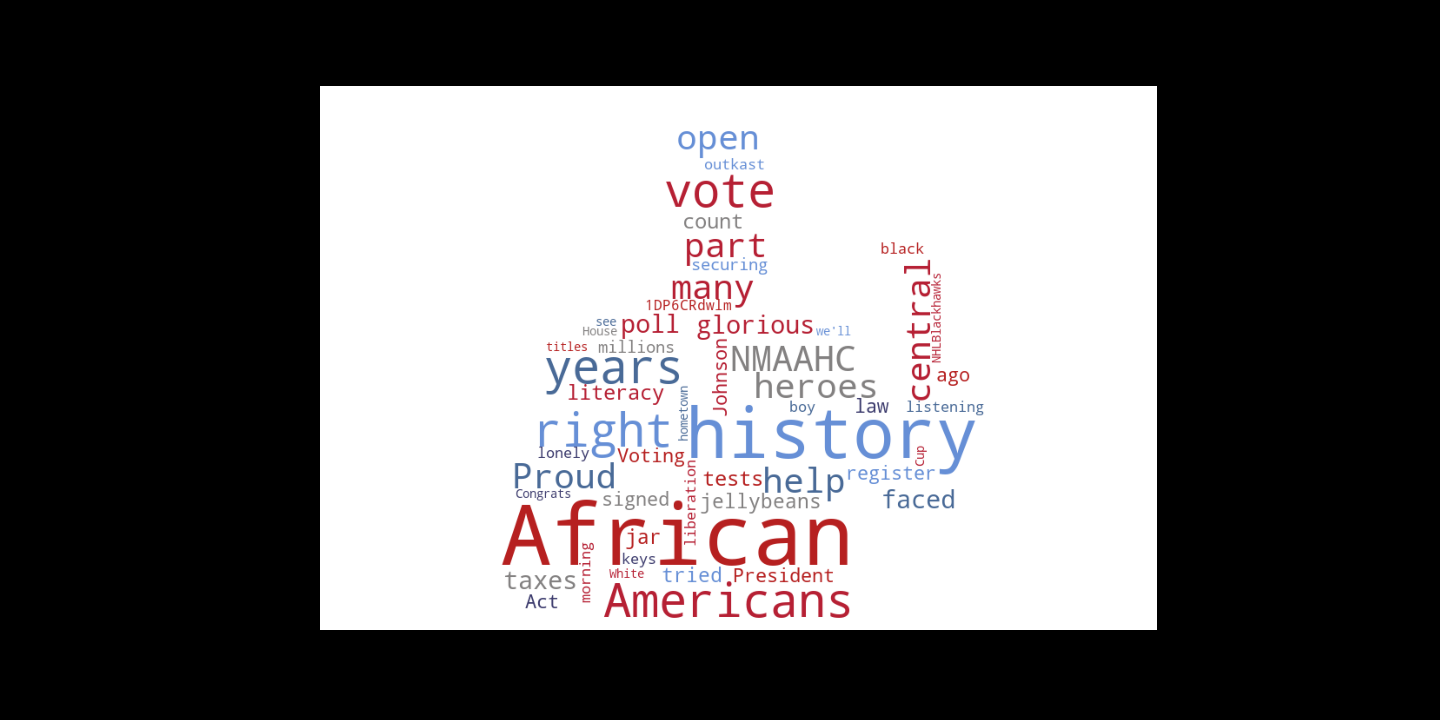 open
outkast
vote
count
part
black
securing
central
many
NHLBlackhawks
1DP6CRdwlm
see
House
poll
glorious
we'll
titles
millions
Johnson
NMAAHC
years
ago
literacy
heroes
hometown
boy
law
listening
right
history
lonely
Voting
Cup
Proud
tests
help
register
Congrats
signed
liberation
jellybeans
faced
African
jar
keys
morning
White
tried
President
taxes
Act
Americans